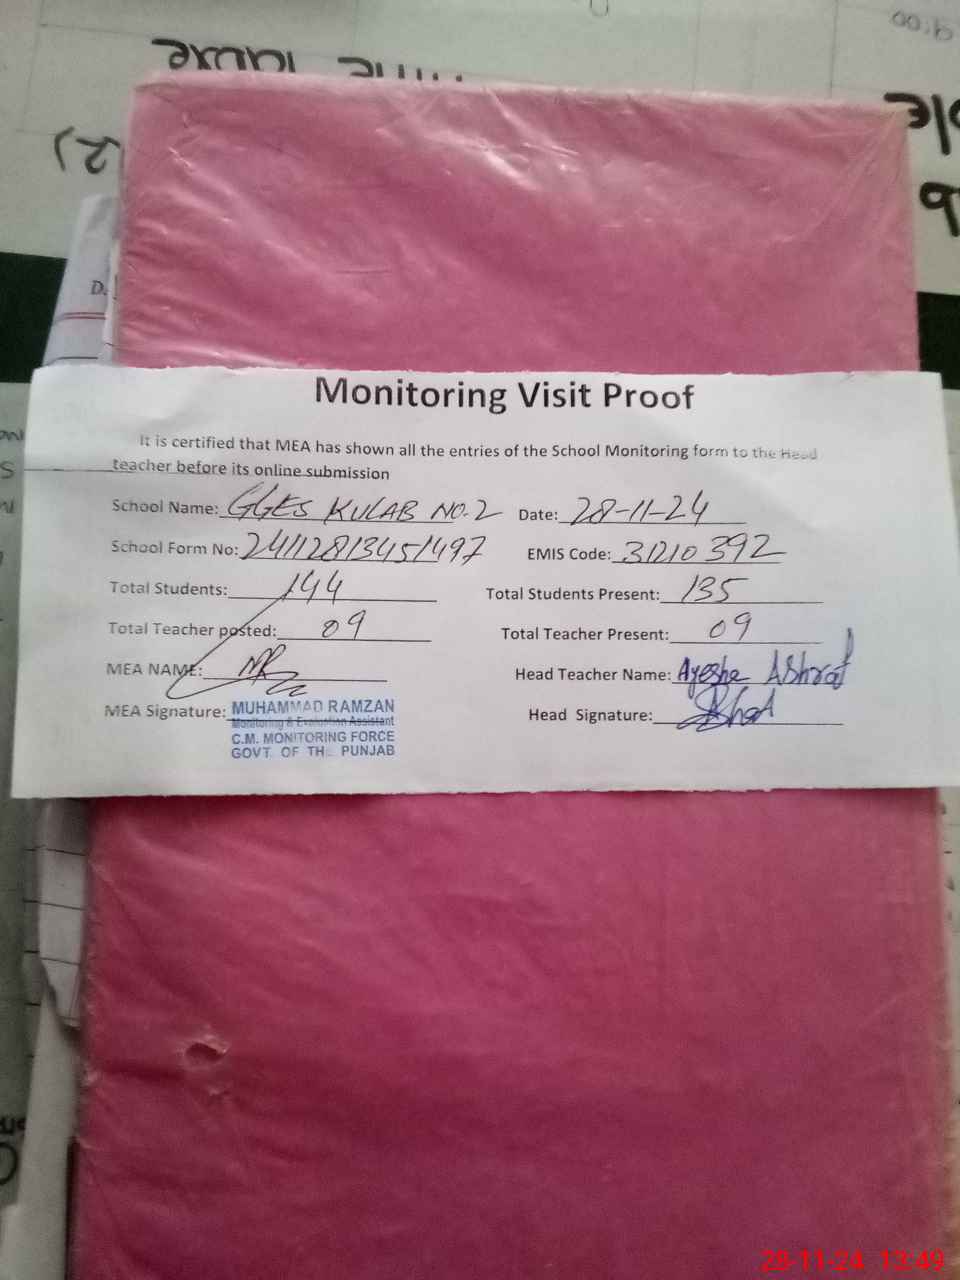 Monitoring Visit Proof
It is certified that MEA has shown all the entries of the School Monitoring form to the Head
teacher before its online submission
School Name: GGES KULAB NO.2 Date: 28-11-24
School Form No: 24112813451497 EMIS Code: 31210392
Total Students: 144 Total Students Present: 135
Total Teacher posted: 09 Total Teacher Present: 09
MEA NAME: Head Teacher Name: Ayesha Ashraf
MEA Signature: MUHAMMAD RAMZAN Head Signature:
Monitoring & Evaluation Assistant
C.M. MONITORING FORCE
GOVT. OF THE PUNJAB
28-11-24 13:49